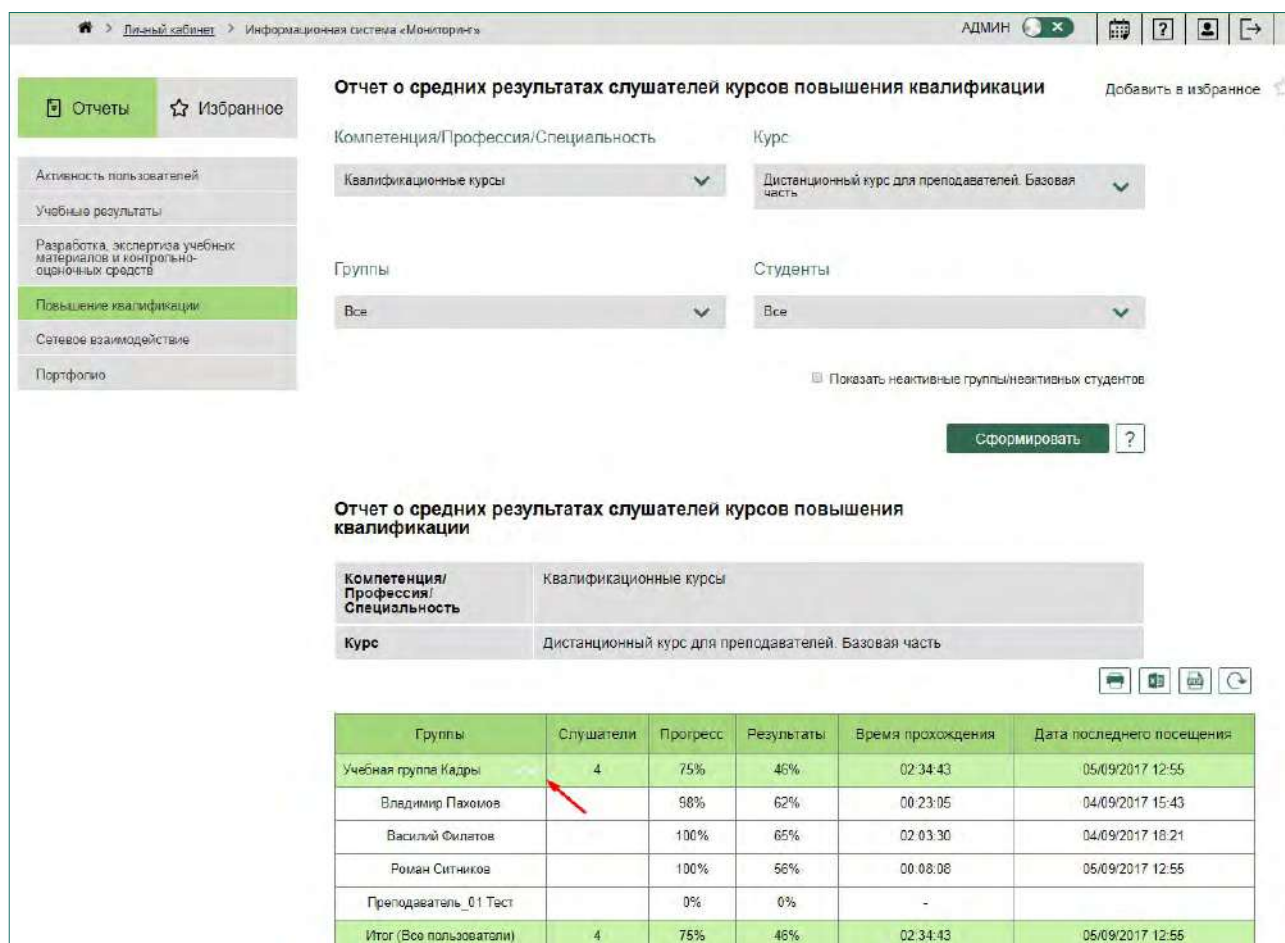 Личный кабинет > Информационная система «Мониторинг»
АДМИН
Отчеты
Избранное
Активность пользователей
Учебные результаты
Разработка, экспертиза учебных
материалов и контрольно-
оценочных средств
Повышение квалификации
Сетевое взаимодействие
Портфолио
Отчет о средних результатах слушателей курсов повышения квалификации
Добавить в избранное
Компетенция/Профессия/Специальность
Курс
Квалификационные курсы
Дистанционный курс для преподавателей. Базовая
часть
Группы
Студенты
Все
Все
Показать неактивные группы/неактивных студентов
Сформировать ?
Отчет о средних результатах слушателей курсов повышения
квалификации
Компетенция/
Профессия/
Специальность
Квалификационные курсы
Курс Дистанционный курс для преподавателей. Базовая часть
Группы Слушатели Прогресс Результаты Время прохождения Дата последнего посещения
Учебная группа Кадры 4 75% 46% 02:34:43 05/09/2017 12:55
Владимир Пахомов 98% 62% 00:23:05 04/09/2017 15:43
Василий Филатов 100% 65% 02:03:30 04/09/2017 18:21
Роман Ситников 100% 56% 00:08:08 05/09/2017 12:55
Преподаватель_01 Тест 0% 0% -
Итог (Все пользователи) 4 75% 46% 02:34:43 05/09/2017 12:55